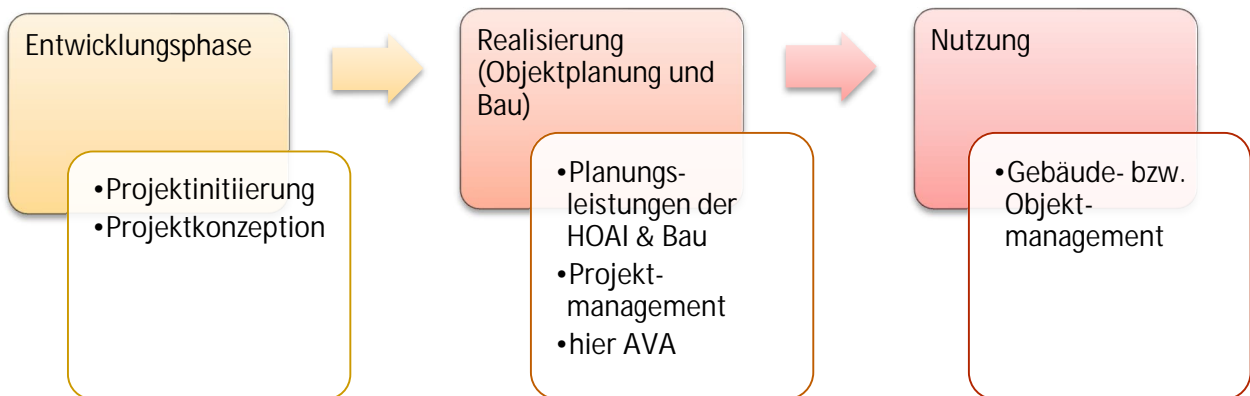 Entwicklungsphase
•Projektinitiierung
•Projektkonzeption
Realisierung
(Objektplanung und
Bau)
•Planungs-
leistungen der
HOAI & Bau
•Projekt-
management
•hier AVA
Nutzung
•Gebäude- bzw.
Objekt-
management